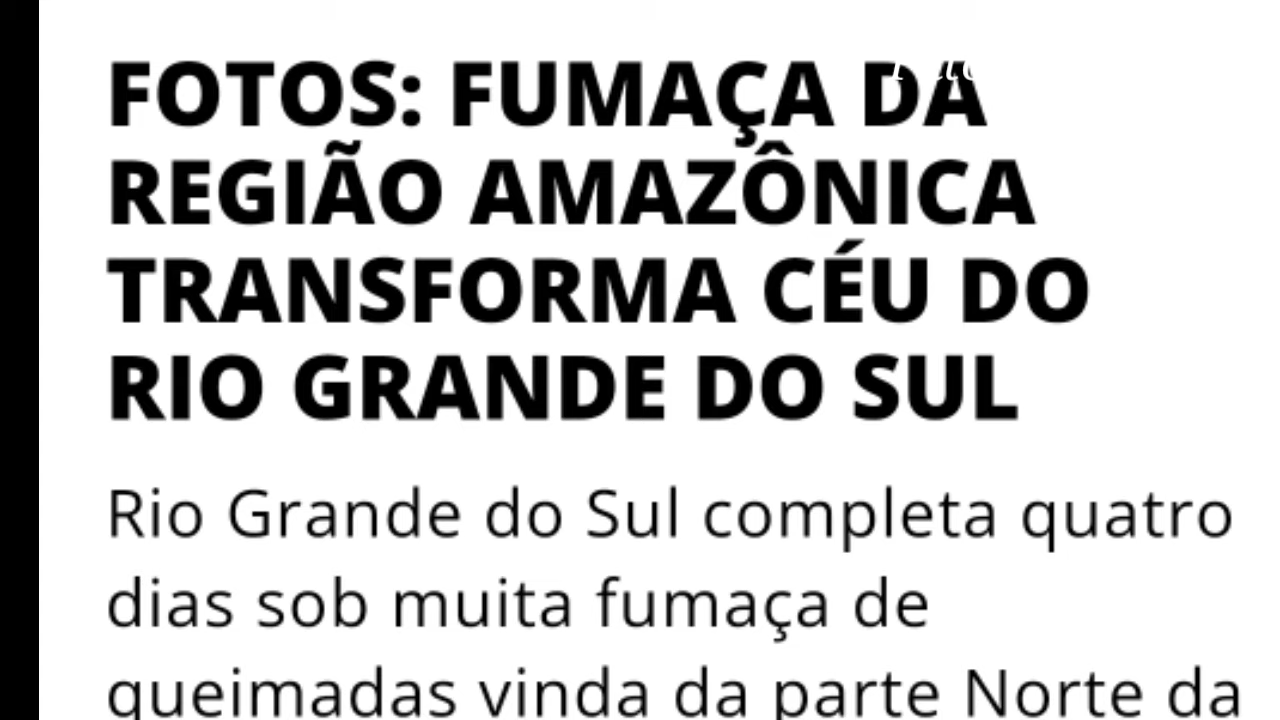 FOTOS: FUMAÇA DA
REGIÃO AMAZÔNICA
TRANSFORMA CÉU DO
RIO GRANDE DO SUL
Rio Grande do Sul completa quatro
dias sob muita fumaça de
queimadas vinda da parte Norte da